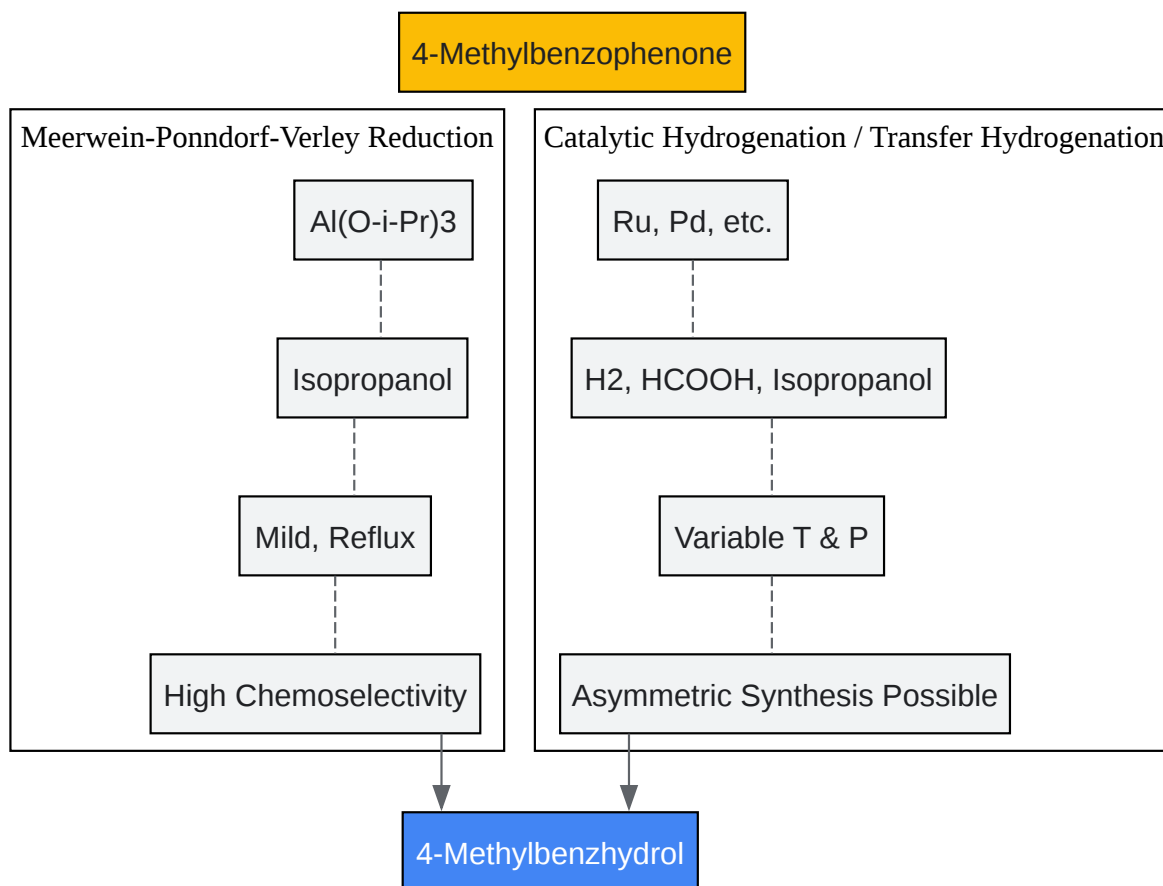 4-Methylbenzophenone
Meerwein-Ponndorf-Verley Reduction
Al(O-i-Pr)3
Isopropanol
Mild, Reflux
High Chemoselectivity
Catalytic Hydrogenation / Transfer Hydrogenation
Ru, Pd, etc.
H2, HCOOH, Isopropanol
Variable T & P
Asymmetric Synthesis Possible
4-Methylbenzhydrol